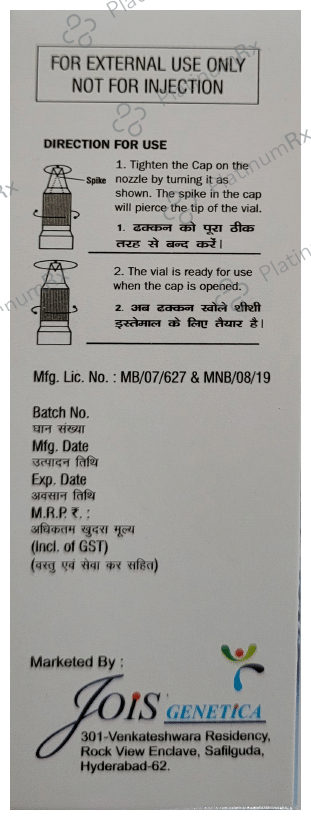 FOR EXTERNAL USE ONLY
NOT FOR INJECTION
DIRECTION FOR USE
Spike
1. Tighten the Cap on the
nozzle by turning it as
shown. The spike in the cap
will pierce the tip of the vial.
1. ढक्कन को पूरा ठीक
तरह से बन्द करें।
2. The vial is ready for use
when the cap is opened.
2. अब ढक्कन खोले शीशी
इस्तेमाल के लिए तैयार है।
Mfg. Lic. No. : MB/07/627 & MNB/08/19
Batch No.
घान संख्या
Mfg. Date
उत्पादन तिथि
Exp. Date
अवसान तिथि
M.R.P. ₹. :
अधिकतम खुदरा मूल्य
(Incl. of GST)
(वस्तु एवं सेवा कर सहित)
Marketed By :
JOIS GENETICA
301-Venkateshwara Residency,
Rock View Enclave, Safilguda,
Hyderabad-62.
PlatinumRx